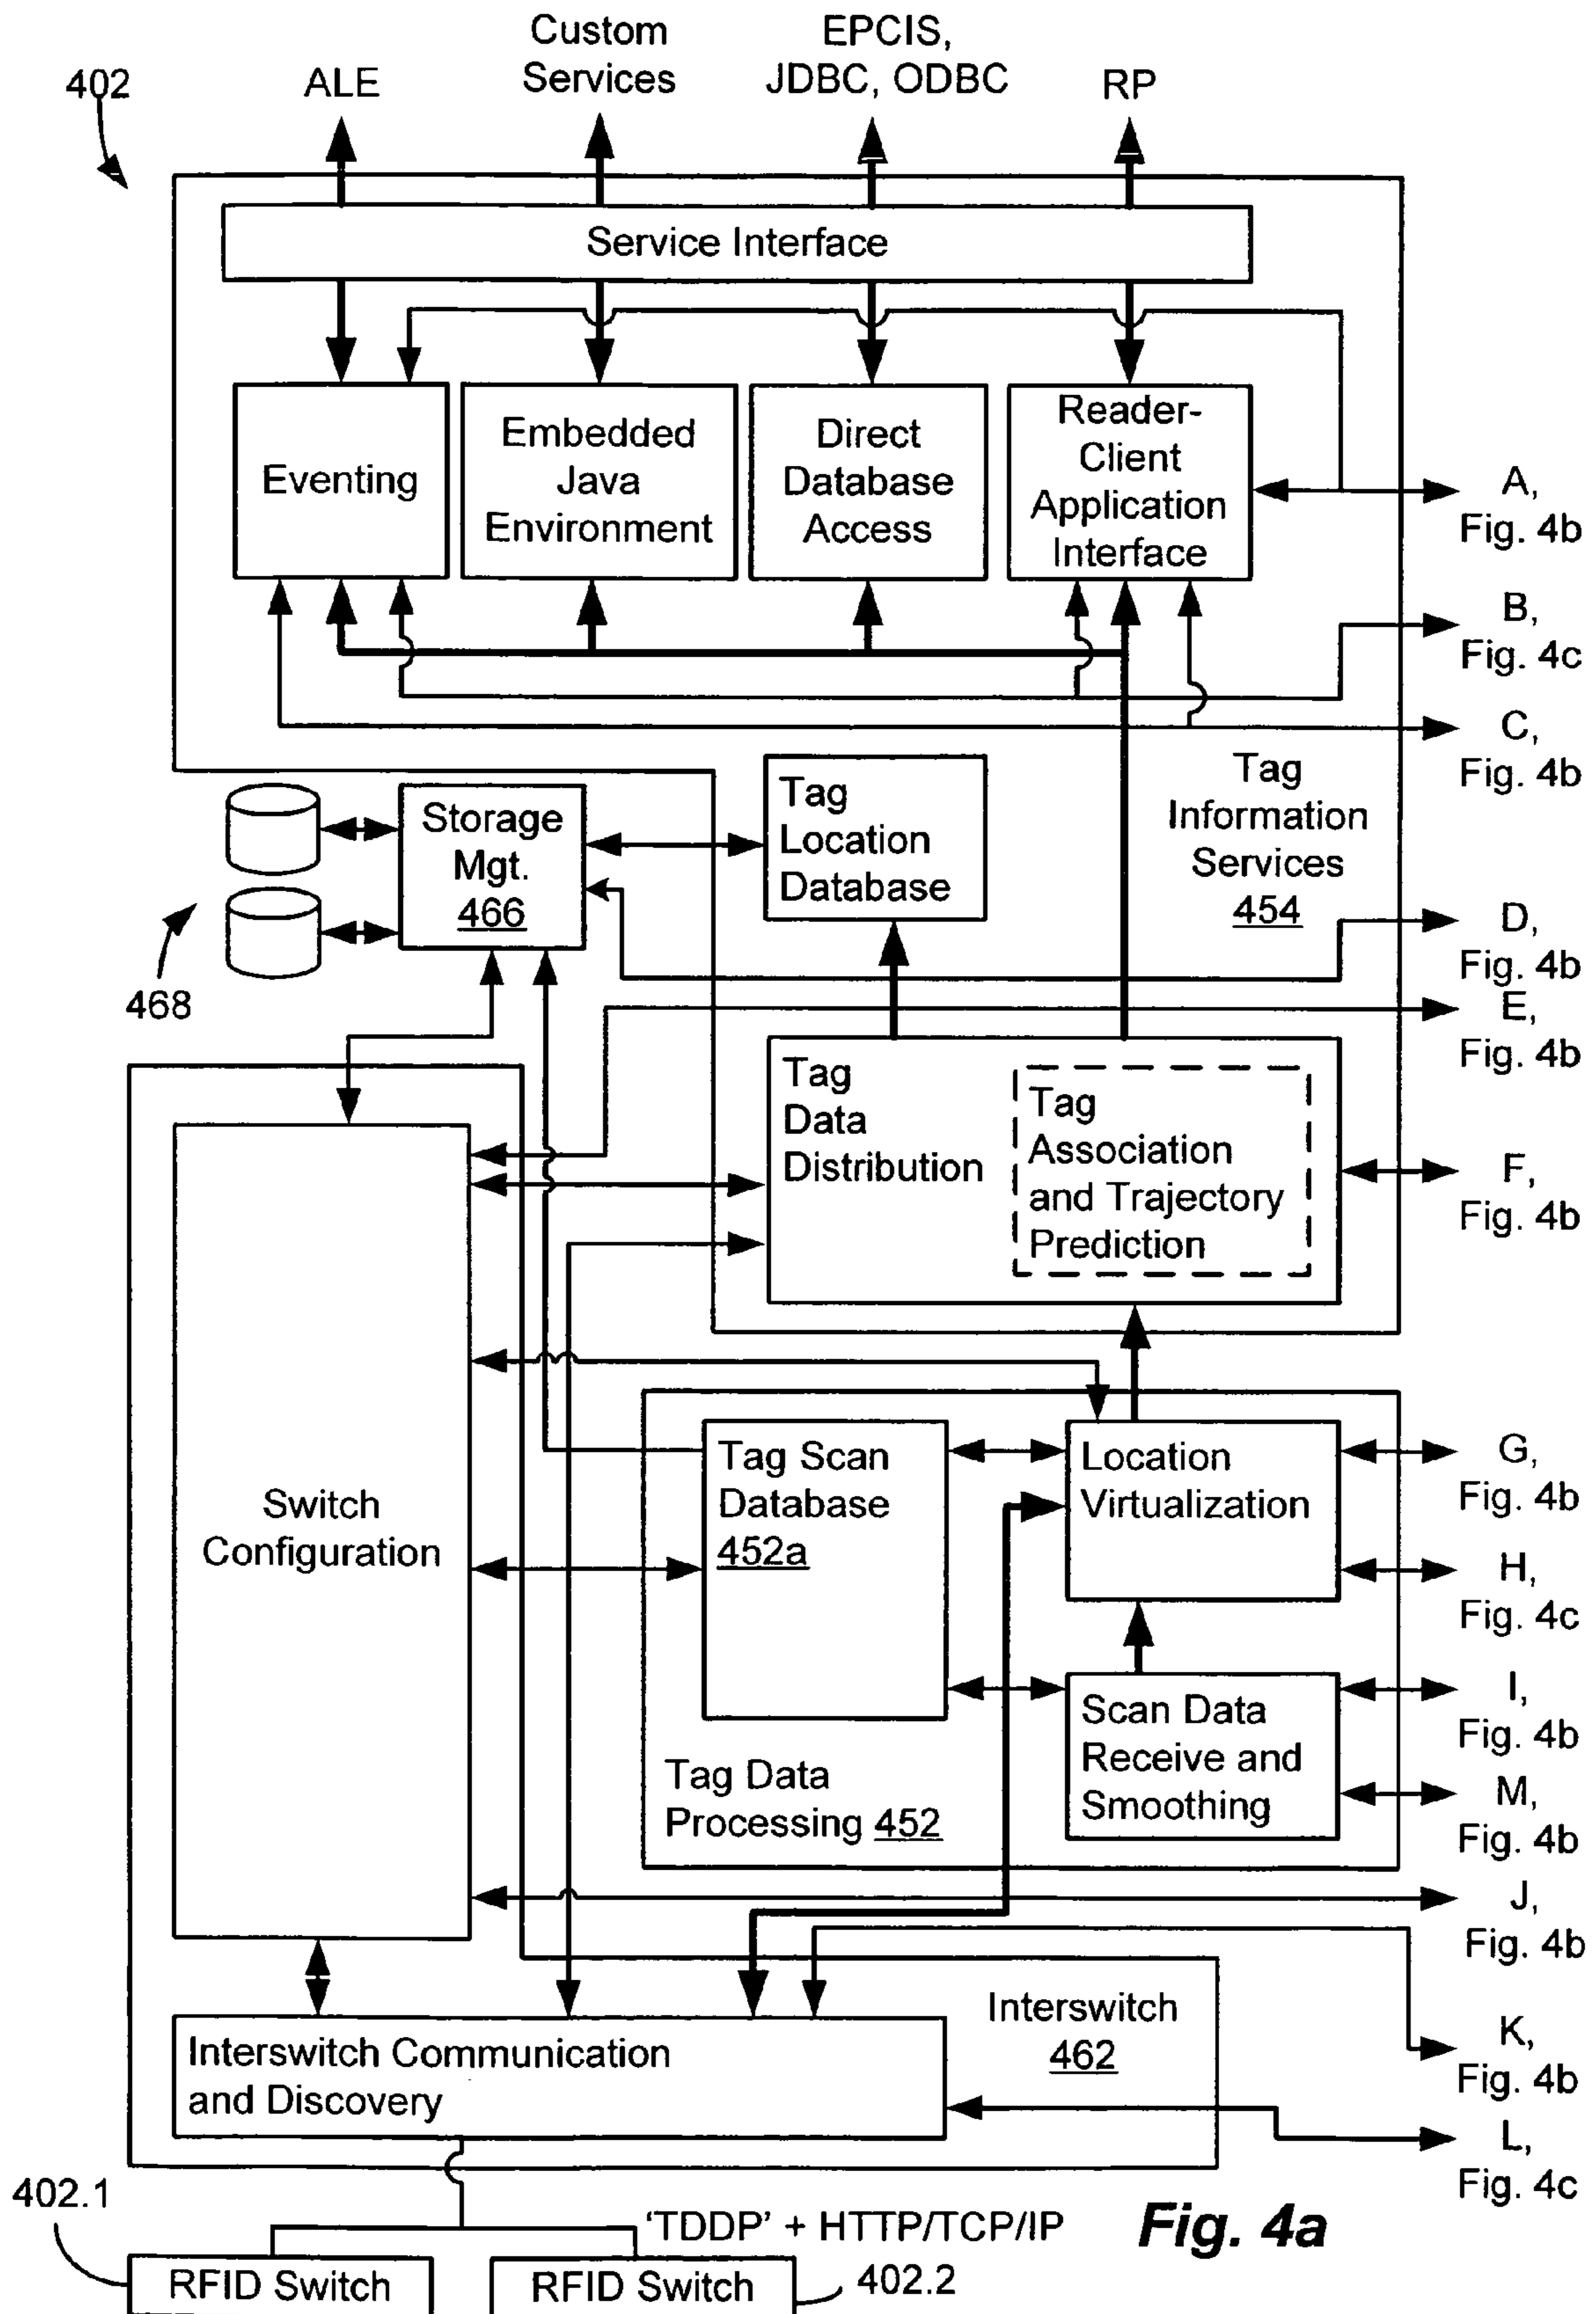 402
ALE
Custom
Services
EPCIS,
JDBC, ODBC
RP
Service Interface
Eventing
Embedded
Java
Environment
Direct
Database
Access
Reader-
Client
Application
Interface
A,
Fig. 4b
B,
Fig. 4c
C,
Fig. 4b
Storage
Mgt.
466
Tag
Location
Database
Tag
Information
Services
454
468
D,
Fig. 4b
E,
Fig. 4b
Tag
Data
Distribution
Tag
Association
and Trajectory
Prediction
F,
Fig. 4b
Switch
Configuration
Tag Scan
Database
452a
Location
Virtualization
G,
Fig. 4b
H,
Fig. 4c
Scan Data
Receive and
Smoothing
I,
Fig. 4b
M,
Fig. 4b
Tag Data
Processing 452
J,
Fig. 4b
Interswitch Communication
and Discovery
Interswitch
462
K,
Fig. 4b
L,
Fig. 4c
402.1
'TDDP' + HTTP/TCP/IP
Fig. 4a
RFID Switch
RFID Switch
402.2